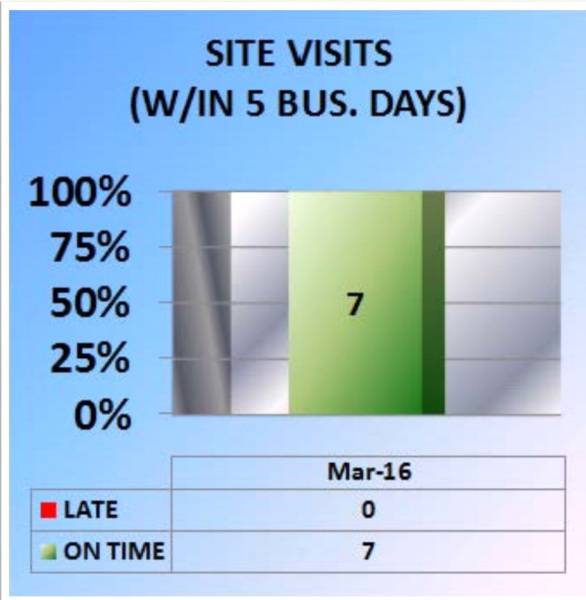 SITE VISITS
(W/IN 5 BUS. DAYS)
100%
75%
50%
25%
0%
7
Mar-16
LATE 0
ON TIME 7